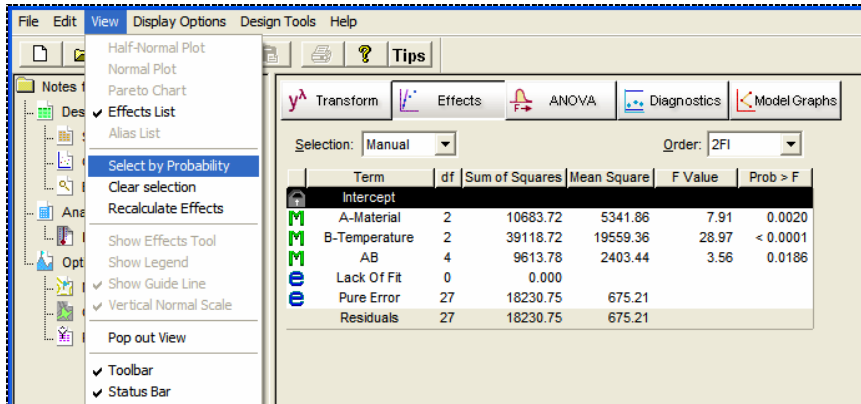 File Edit View Display Options Design Tools Help
Half-Normal Plot
Normal Plot
Pareto Chart
✓ Effects List
Alias List
Select by Probability
Clear selection
Recalculate Effects
Show Effects Tool
Show Legend
✓ Show Guide Line
✓ Vertical Normal Scale
Pop out View
✓ Toolbar
✓ Status Bar
? Tips
Notes
Des
Ana
Opt
yλ Transform Effects F ANOVA Diagnostics Model Graphs
Selection: Manual Order: 2FI
Term df Sum of Squares Mean Square F Value Prob > F
Intercept
M A-Material 2 10683.72 5341.86 7.91 0.0020
M B-Temperature 2 39118.72 19559.36 28.97 < 0.0001
M AB 4 9613.78 2403.44 3.56 0.0186
e Lack Of Fit 0 0.000
e Pure Error 27 18230.75 675.21
Residuals 27 18230.75 675.21